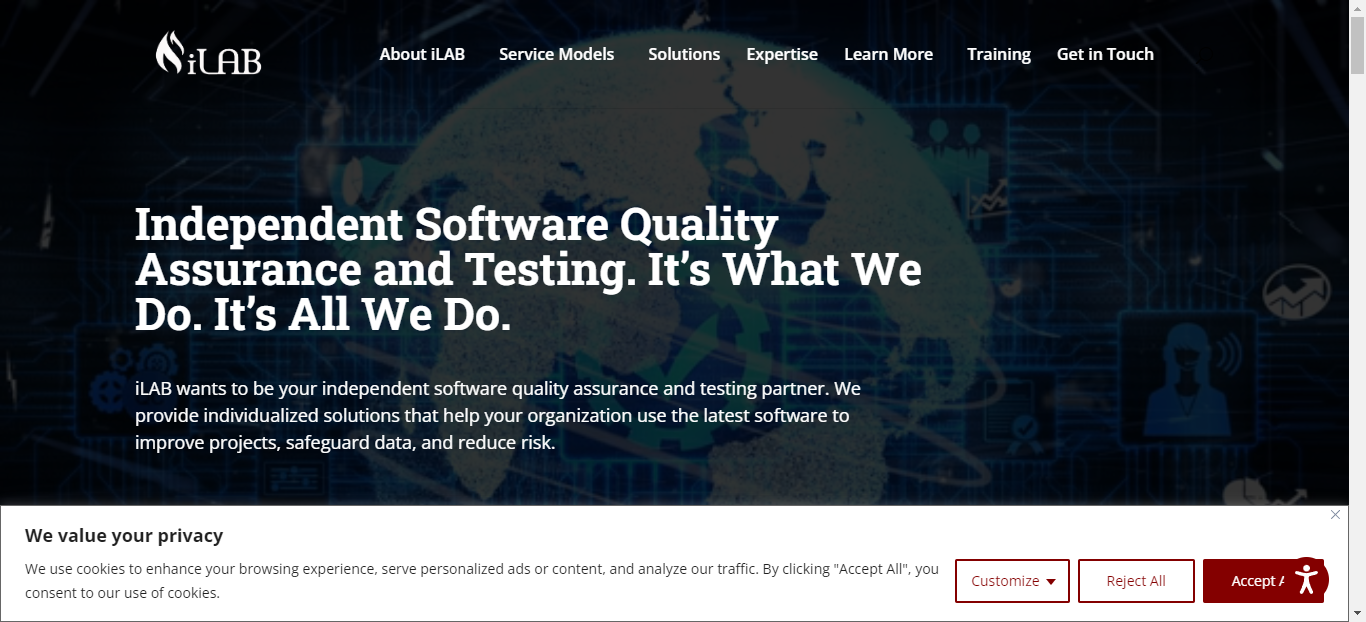 iLAB
About iLAB Service Models Solutions Expertise Learn More Training Get in Touch
Independent Software Quality
Assurance and Testing. It’s What We
Do. It’s All We Do.
iLAB wants to be your independent software quality assurance and testing partner. We
provide individualized solutions that help your organization use the latest software to
improve projects, safeguard data, and reduce risk.
We value your privacy
We use cookies to enhance your browsing experience, serve personalized ads or content, and analyze our traffic. By clicking "Accept All", you
consent to our use of cookies.
Customize Reject All Accept